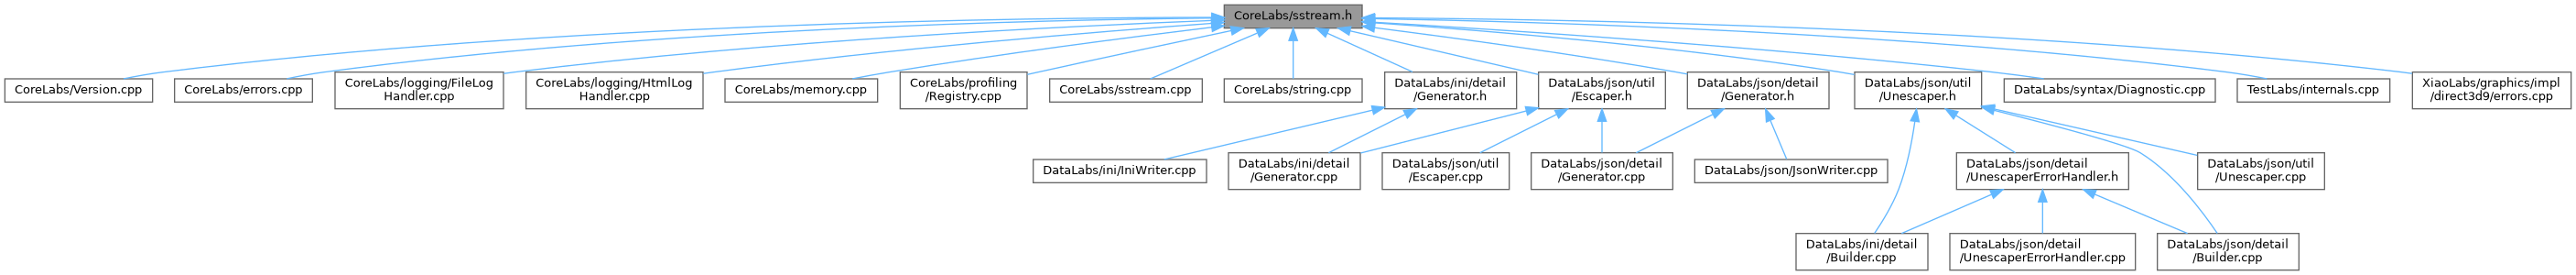 CoreLabs/sstream.h
CoreLabs/Version.cpp
CoreLabs/errors.cpp
CoreLabs/logging/FileLog
Handler.cpp
CoreLabs/logging/HtmlLog
Handler.cpp
CoreLabs/memory.cpp
CoreLabs/profiling
/Registry.cpp
CoreLabs/sstream.cpp
CoreLabs/string.cpp
DataLabs/ini/detail
/Generator.h
DataLabs/json/util
/Escaper.h
DataLabs/json/detail
/Generator.h
DataLabs/json/util
/Unescaper.h
DataLabs/syntax/Diagnostic.cpp
TestLabs/internals.cpp
XiaoLabs/graphics/impl
/direct3d9/errors.cpp
DataLabs/ini/IniWriter.cpp
DataLabs/ini/detail
/Generator.cpp
DataLabs/json/util
/Escaper.cpp
DataLabs/json/detail
/Generator.cpp
DataLabs/json/JsonWriter.cpp
DataLabs/json/detail
/UnescaperErrorHandler.h
DataLabs/json/util
/Unescaper.cpp
DataLabs/ini/detail
/Builder.cpp
DataLabs/json/detail
/UnescaperErrorHandler.cpp
DataLabs/json/detail
/Builder.cpp